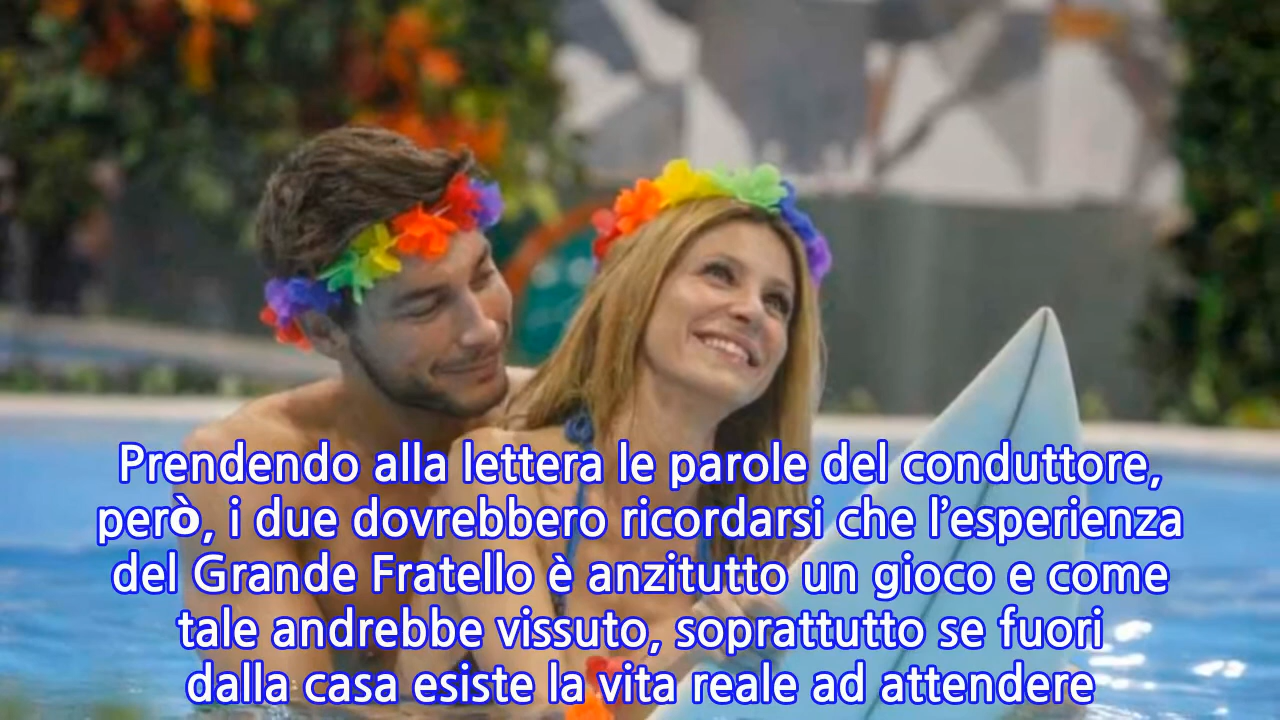 Prendendo alla lettera le parole del conduttore,
però, i due dovrebbero ricordarsi che l’esperienza
del Grande Fratello è anzitutto un gioco e come
tale andrebbe vissuto, soprattutto se fuori
dalla casa esiste la vita reale ad attendere